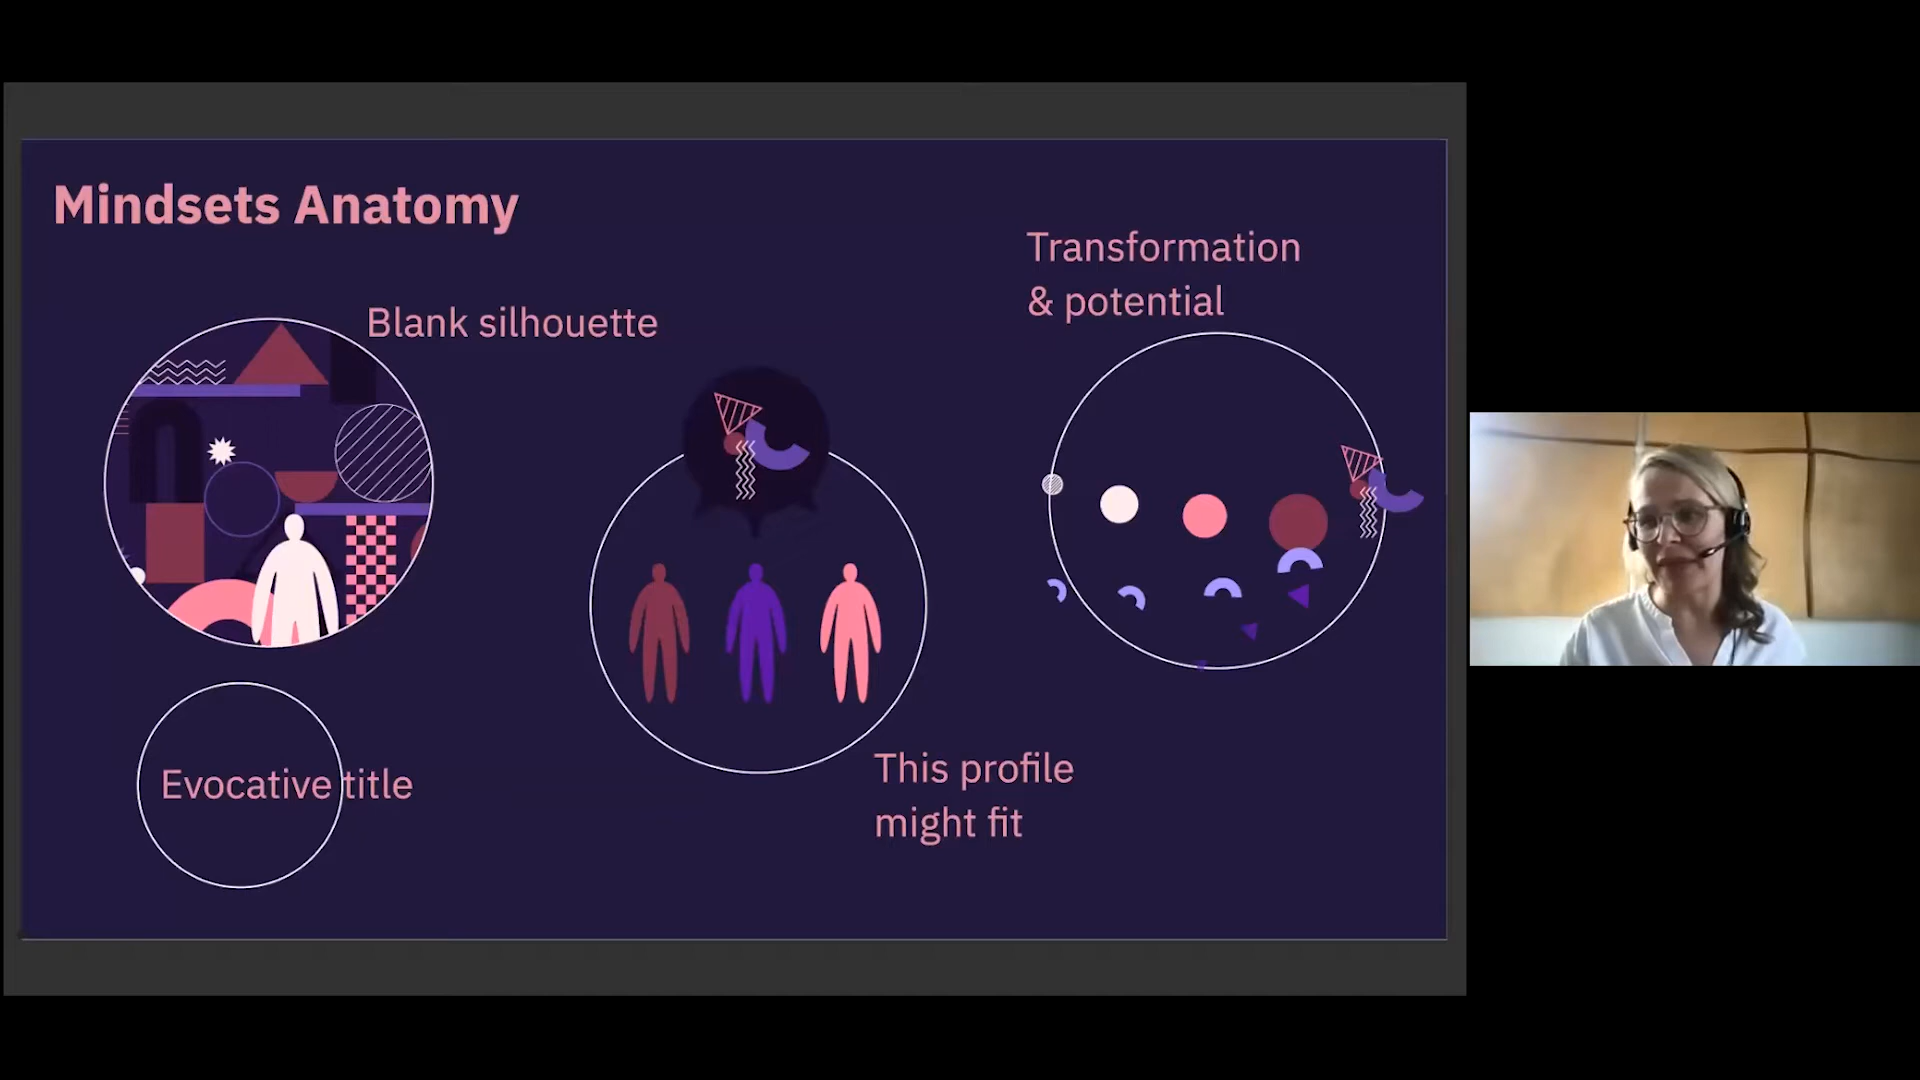 Mindsets Anatomy
Blank silhouette
Transformation
& potential
Evocative title
This profile
might fit